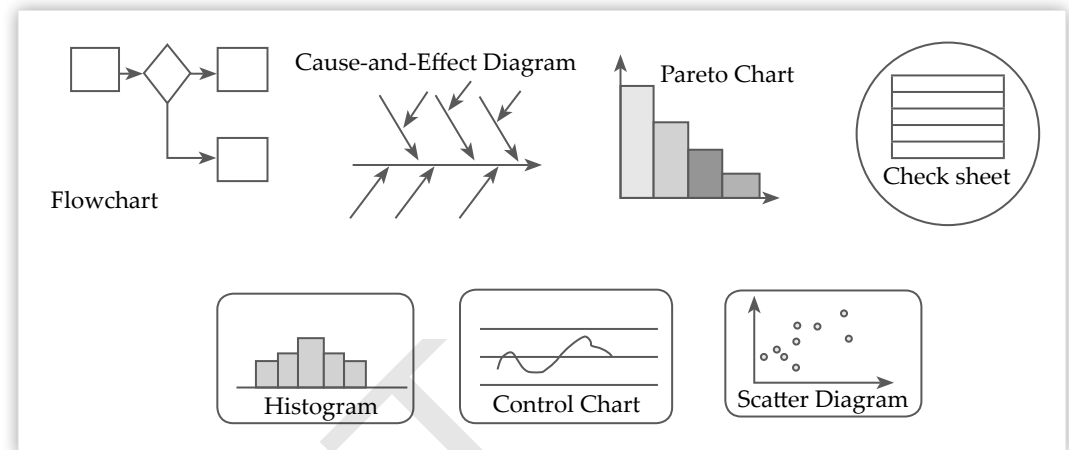 Cause-and-Effect Diagram
Pareto Chart
Check sheet
Flowchart
Histogram
Control Chart
Scatter Diagram